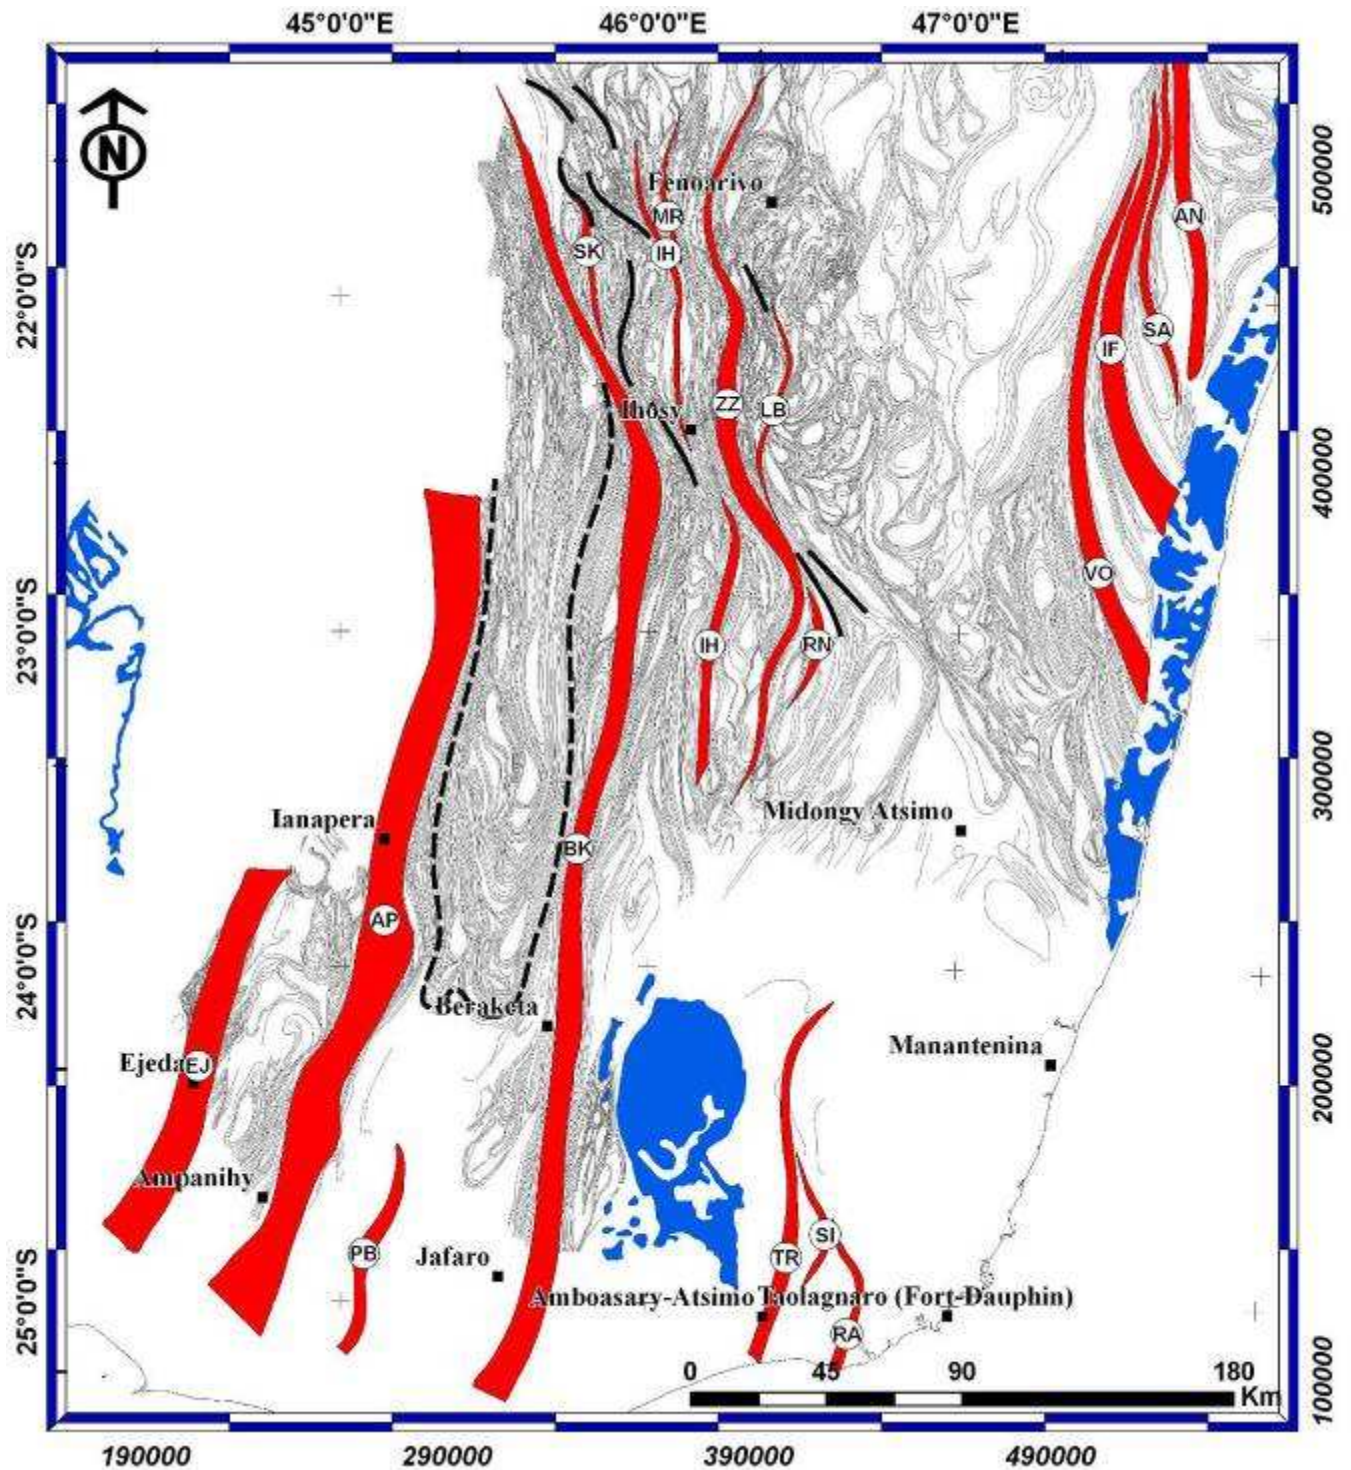 45°0'0"E 46°0'0"E 47°0'0"E
N
500000
Fenoarivo
MR
AN
SK
IH
22°0'0"S
SA
IF
ZZ
LB
Ihosy
400000
VO
23°0'0"S
IH
RN
300000
Midongy Atsimo
Ianapera
BK
AP
24°0'0"S
Beraketa
Manantenina
Ejeda
EJ
200000
Ampanihy
SI
PB
Jafaro
TR
25°0'0"S
Amboasary-Atsimo
Taolagnaro (Fort-Dauphin)
RA
0 45 90 180
Km
100000
190000 290000 390000 490000